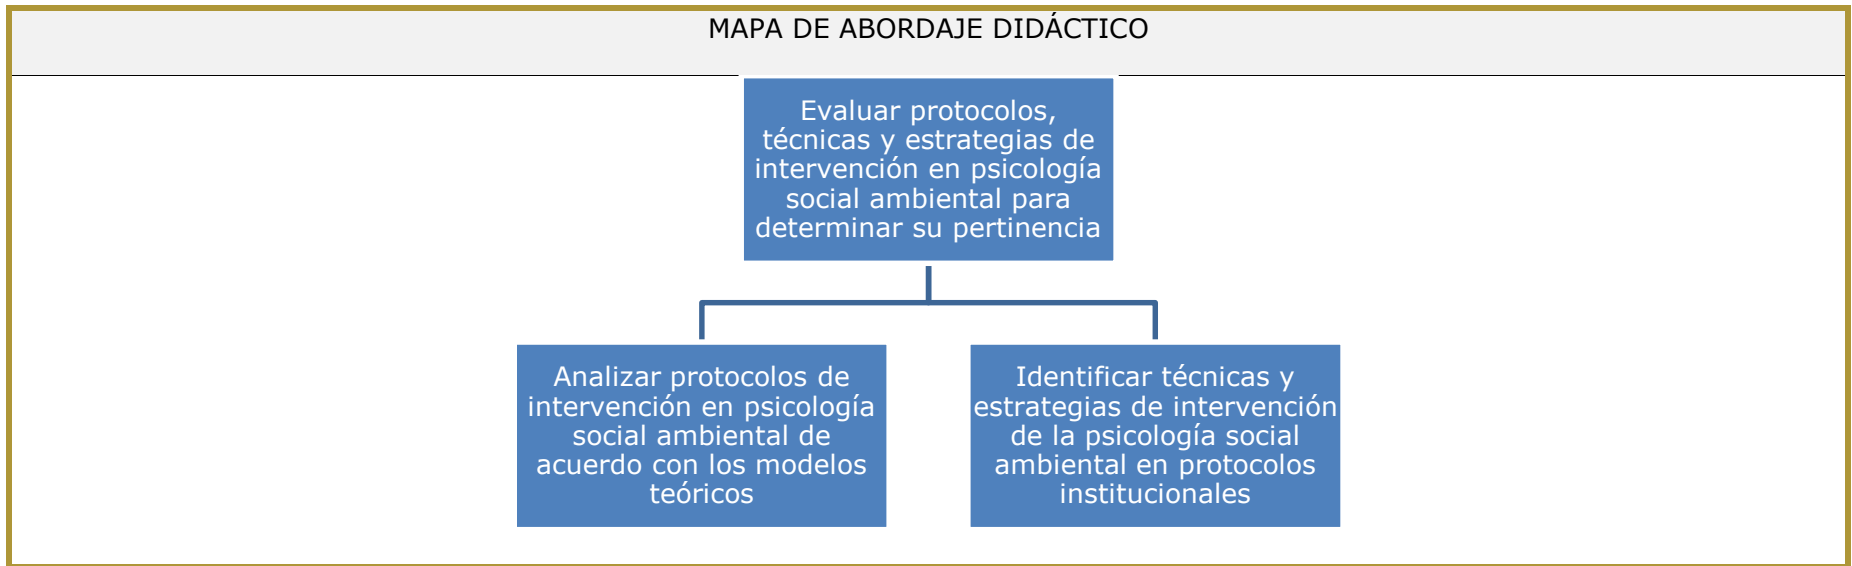 MAPA DE ABORDAJE DIDÁCTICO
Evaluar protocolos,
técnicas y estrategias de
intervención en psicología
social ambiental para
determinar su pertinencia
Analizar protocolos de
intervención en psicología
social ambiental de
acuerdo con los modelos
teóricos
Identificar técnicas y
estrategias de intervención
de la psicología social
ambiental en protocolos
institucionales